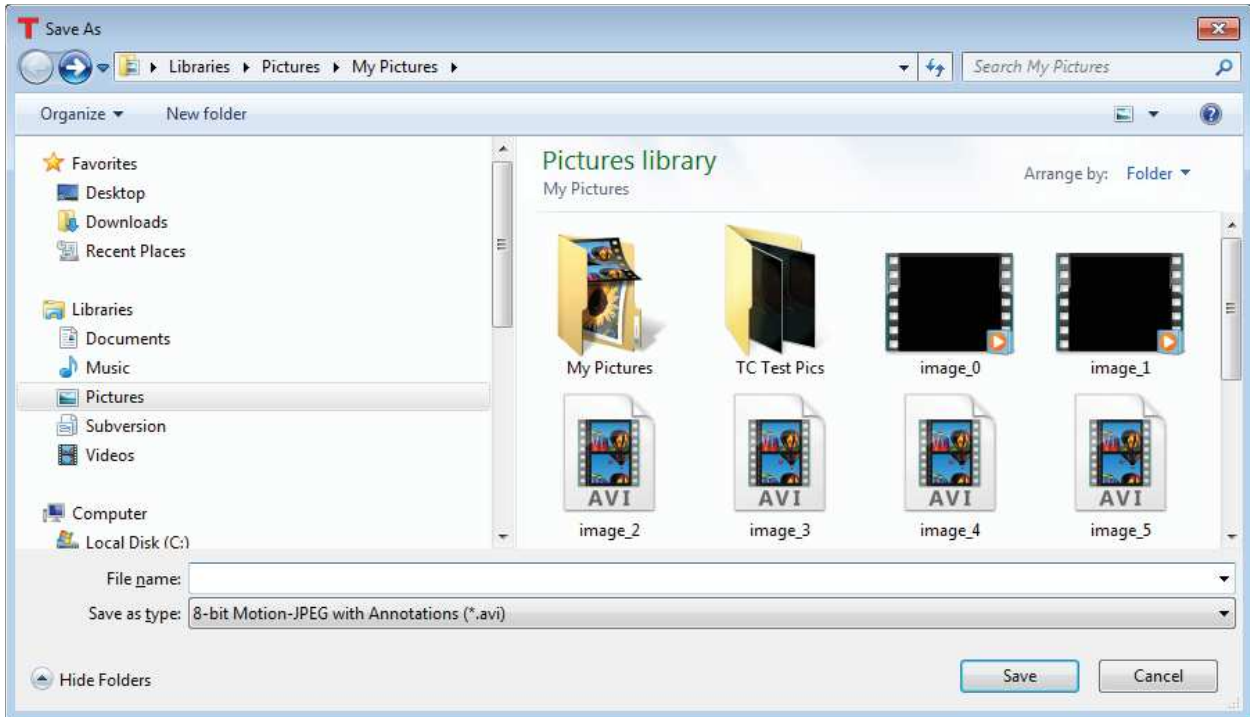 Save As
Libraries Pictures My Pictures
Search My Pictures
Organize New folder
Favorites
Desktop
Downloads
Recent Places
Libraries
Documents
Music
Pictures
Subversion
Videos
Computer
Local Disk (C:)
Pictures library
My Pictures
Arrange by: Folder
My Pictures TC Test Pics image_0 image_1
AVI AVI AVI AVI
image_2 image_3 image_4 image_5
File name:
Save as type: 8-bit Motion-JPEG with Annotations (*.avi)
Hide Folders
Save Cancel